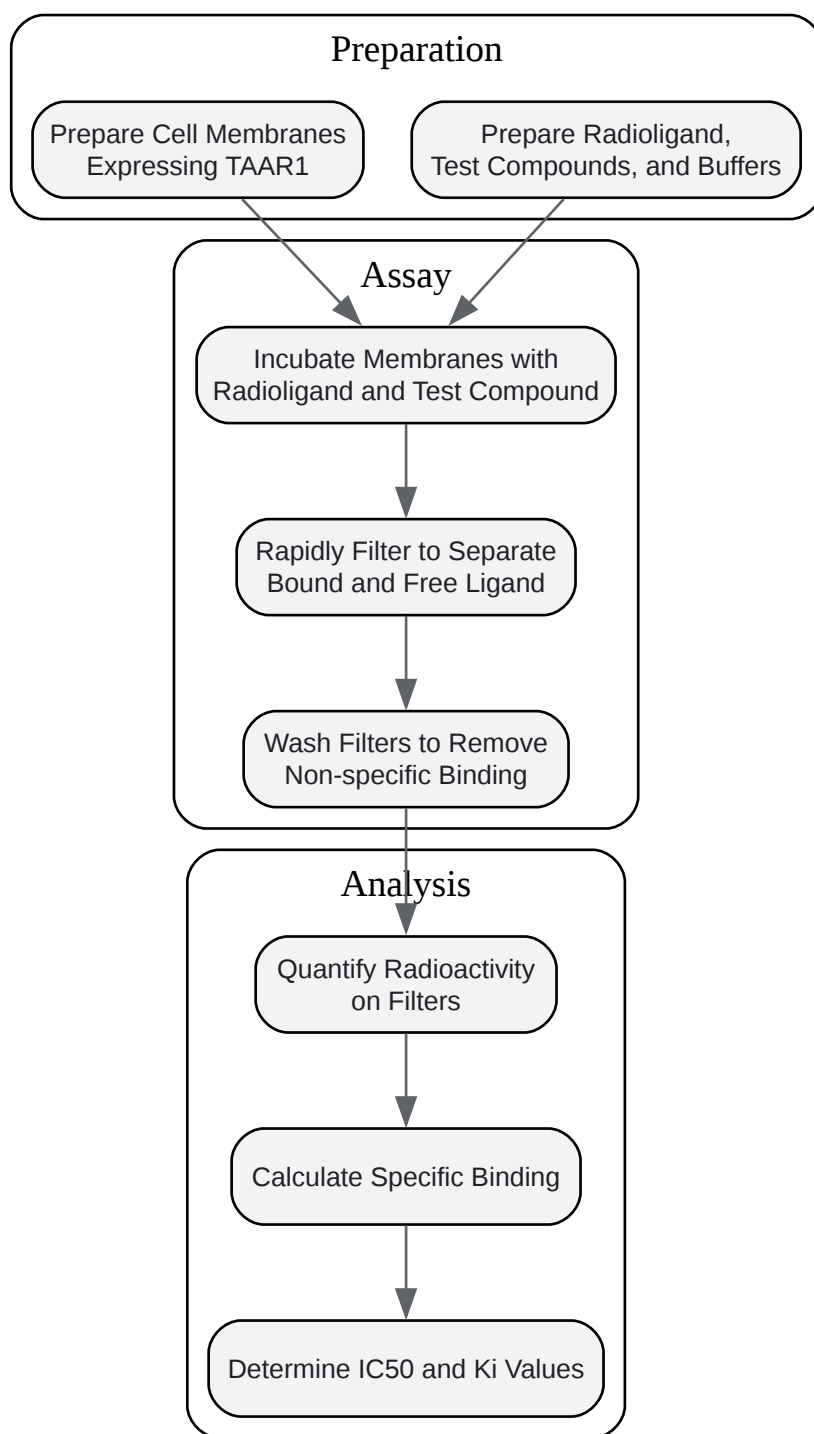 Preparation
Prepare Cell Membranes
Expressing TAAR1
Prepare Radioligand,
Test Compounds, and Buffers
Assay
Incubate Membranes with
Radioligand and Test Compound
Rapidly Filter to Separate
Bound and Free Ligand
Wash Filters to Remove
Non-specific Binding
Analysis
Quantify Radioactivity
on Filters
Calculate Specific Binding
Determine IC50 and Ki Values